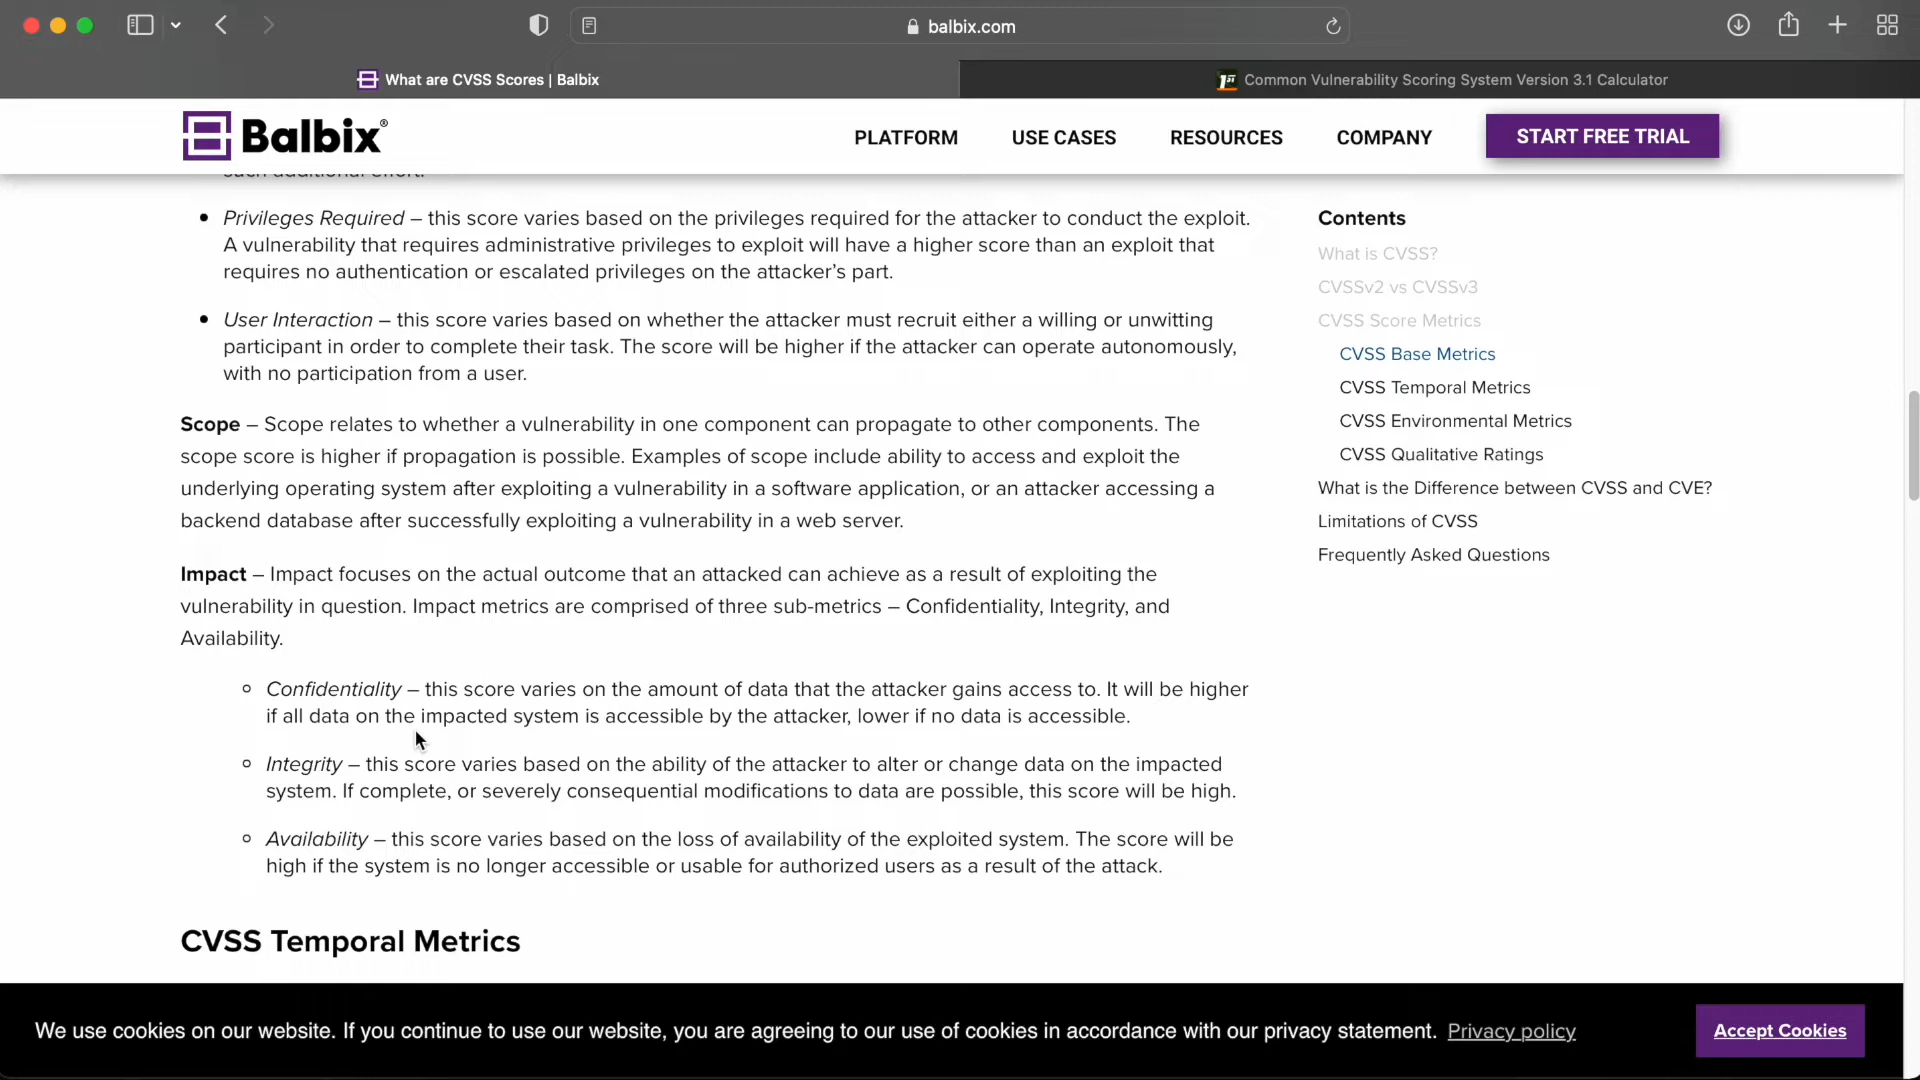 balbix.com
What are CVSS Scores | Balbix
Common Vulnerability Scoring System Version 3.1 Calculator
Balbix®
PLATFORM
USE CASES
RESOURCES
COMPANY
START FREE TRIAL
such additional effort.
• Privileges Required – this score varies based on the privileges required for the attacker to conduct the exploit.
A vulnerability that requires administrative privileges to exploit will have a higher score than an exploit that
requires no authentication or escalated privileges on the attacker’s part.
• User Interaction – this score varies based on whether the attacker must recruit either a willing or unwitting
participant in order to complete their task. The score will be higher if the attacker can operate autonomously,
with no participation from a user.
Scope – Scope relates to whether a vulnerability in one component can propagate to other components. The
scope score is higher if propagation is possible. Examples of scope include ability to access and exploit the
underlying operating system after exploiting a vulnerability in a software application, or an attacker accessing a
backend database after successfully exploiting a vulnerability in a web server.
Impact – Impact focuses on the actual outcome that an attacked can achieve as a result of exploiting the
vulnerability in question. Impact metrics are comprised of three sub-metrics – Confidentiality, Integrity, and
Availability.
◦ Confidentiality – this score varies on the amount of data that the attacker gains access to. It will be higher
if all data on the impacted system is accessible by the attacker, lower if no data is accessible.
◦ Integrity – this score varies based on the ability of the attacker to alter or change data on the impacted
system. If complete, or severely consequential modifications to data are possible, this score will be high.
◦ Availability – this score varies based on the loss of availability of the exploited system. The score will be
high if the system is no longer accessible or usable for authorized users as a result of the attack.
CVSS Temporal Metrics
Contents
What is CVSS?
CVSSv2 vs CVSSv3
CVSS Score Metrics
CVSS Base Metrics
CVSS Temporal Metrics
CVSS Environmental Metrics
CVSS Qualitative Ratings
What is the Difference between CVSS and CVE?
Limitations of CVSS
Frequently Asked Questions
We use cookies on our website. If you continue to use our website, you are agreeing to our use of cookies in accordance with our privacy statement. Privacy policy
Accept Cookies